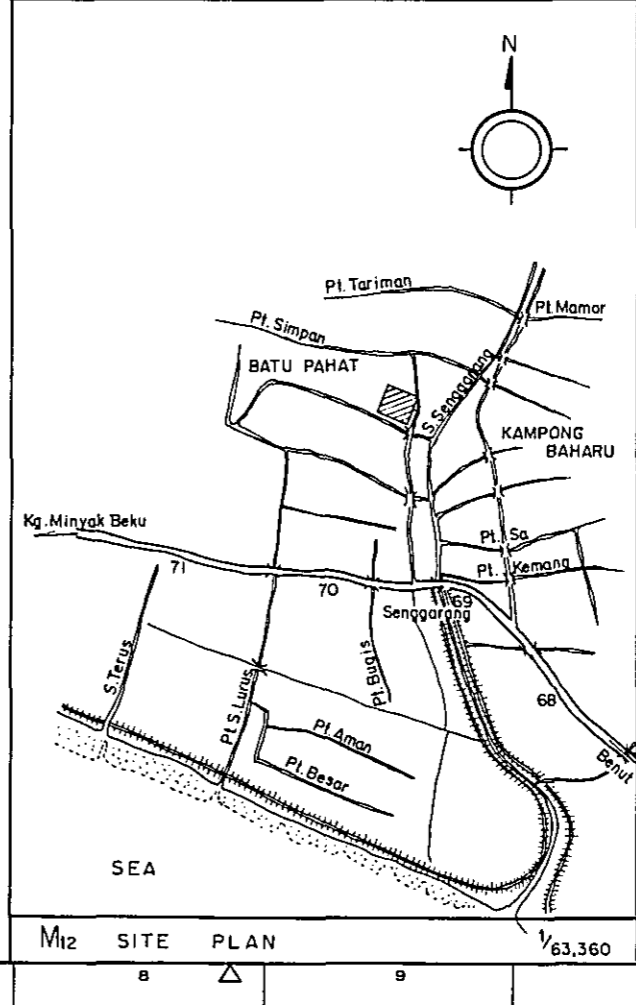 N
Pt. Tariman
Pt. Mamor
Pt. Simpan
BATU PAHAT
S. Senggarang
KAMPONG
BAHARU
Kg. Minyak Beku
Pt. Sa
Pt. Kemang
71
70
69
Senggarang
S. Terus
Pt. Bugis
Pt. S. Lurus
68
Pt. Aman
Benut
Pt. Besar
SEA
M12 SITE PLAN 1/63,360
8 9